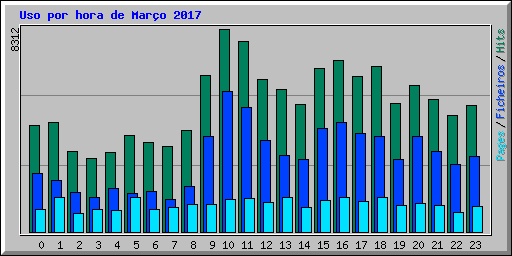 Uso por hora de Março 2017
8312
Pages / Ficheiros / Hits
0 1 2 3 4 5 6 7 8 9 10 11 12 13 14 15 16 17 18 19 20 21 22 23